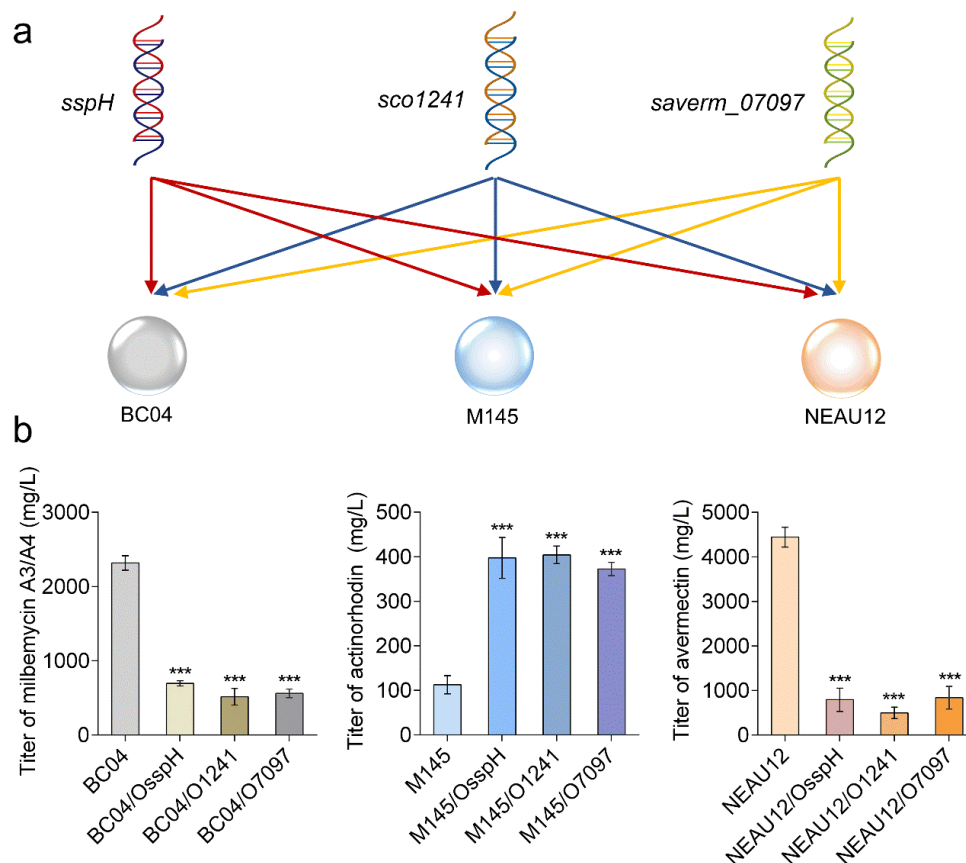 a
sspH
sco1241
saverm_07097
BC04
M145
NEAU12
b
Titer of milbemycin A3/A4 (mg/L)
3000
2000
1000
0
***
***
***
BC04
BC04/OsspH
BC04/O1241
BC04/O7097
Titer of actinorhodin (mg/L)
500
400
300
200
100
0
***
***
***
M145
M145/OsspH
M145/O1241
M145/O7097
Titer of avermectin (mg/L)
5000
4000
3000
2000
1000
0
***
***
***
NEAU12
NEAU12/OsspH
NEAU12/O1241
NEAU12/O7097